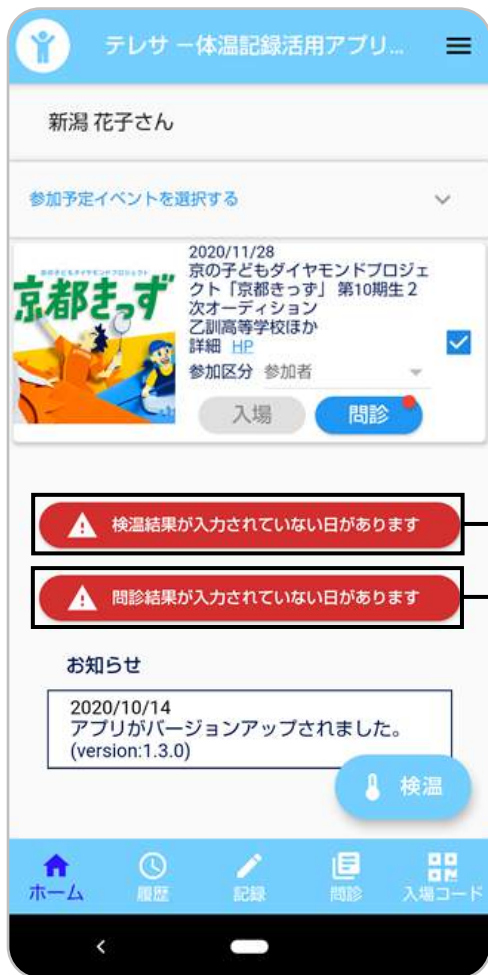 テレサ －体温記録活用アプリ...
新潟 花子さん
参加予定イベントを選択する
京の子どもダイヤモンドプロジェクト
京都きっず
2020/11/28
京の子どもダイヤモンドプロジェ
クト「京都きっず」 第10期生２
次オーディション
乙訓高等学校ほか
詳細 HP
参加区分 参加者
入場 問診
検温結果が入力されていない日があります
問診結果が入力されていない日があります
お知らせ
2020/10/14
アプリがバージョンアップされました。
(version:1.3.0)
検温
ホーム 履歴 記録 問診 入場コード